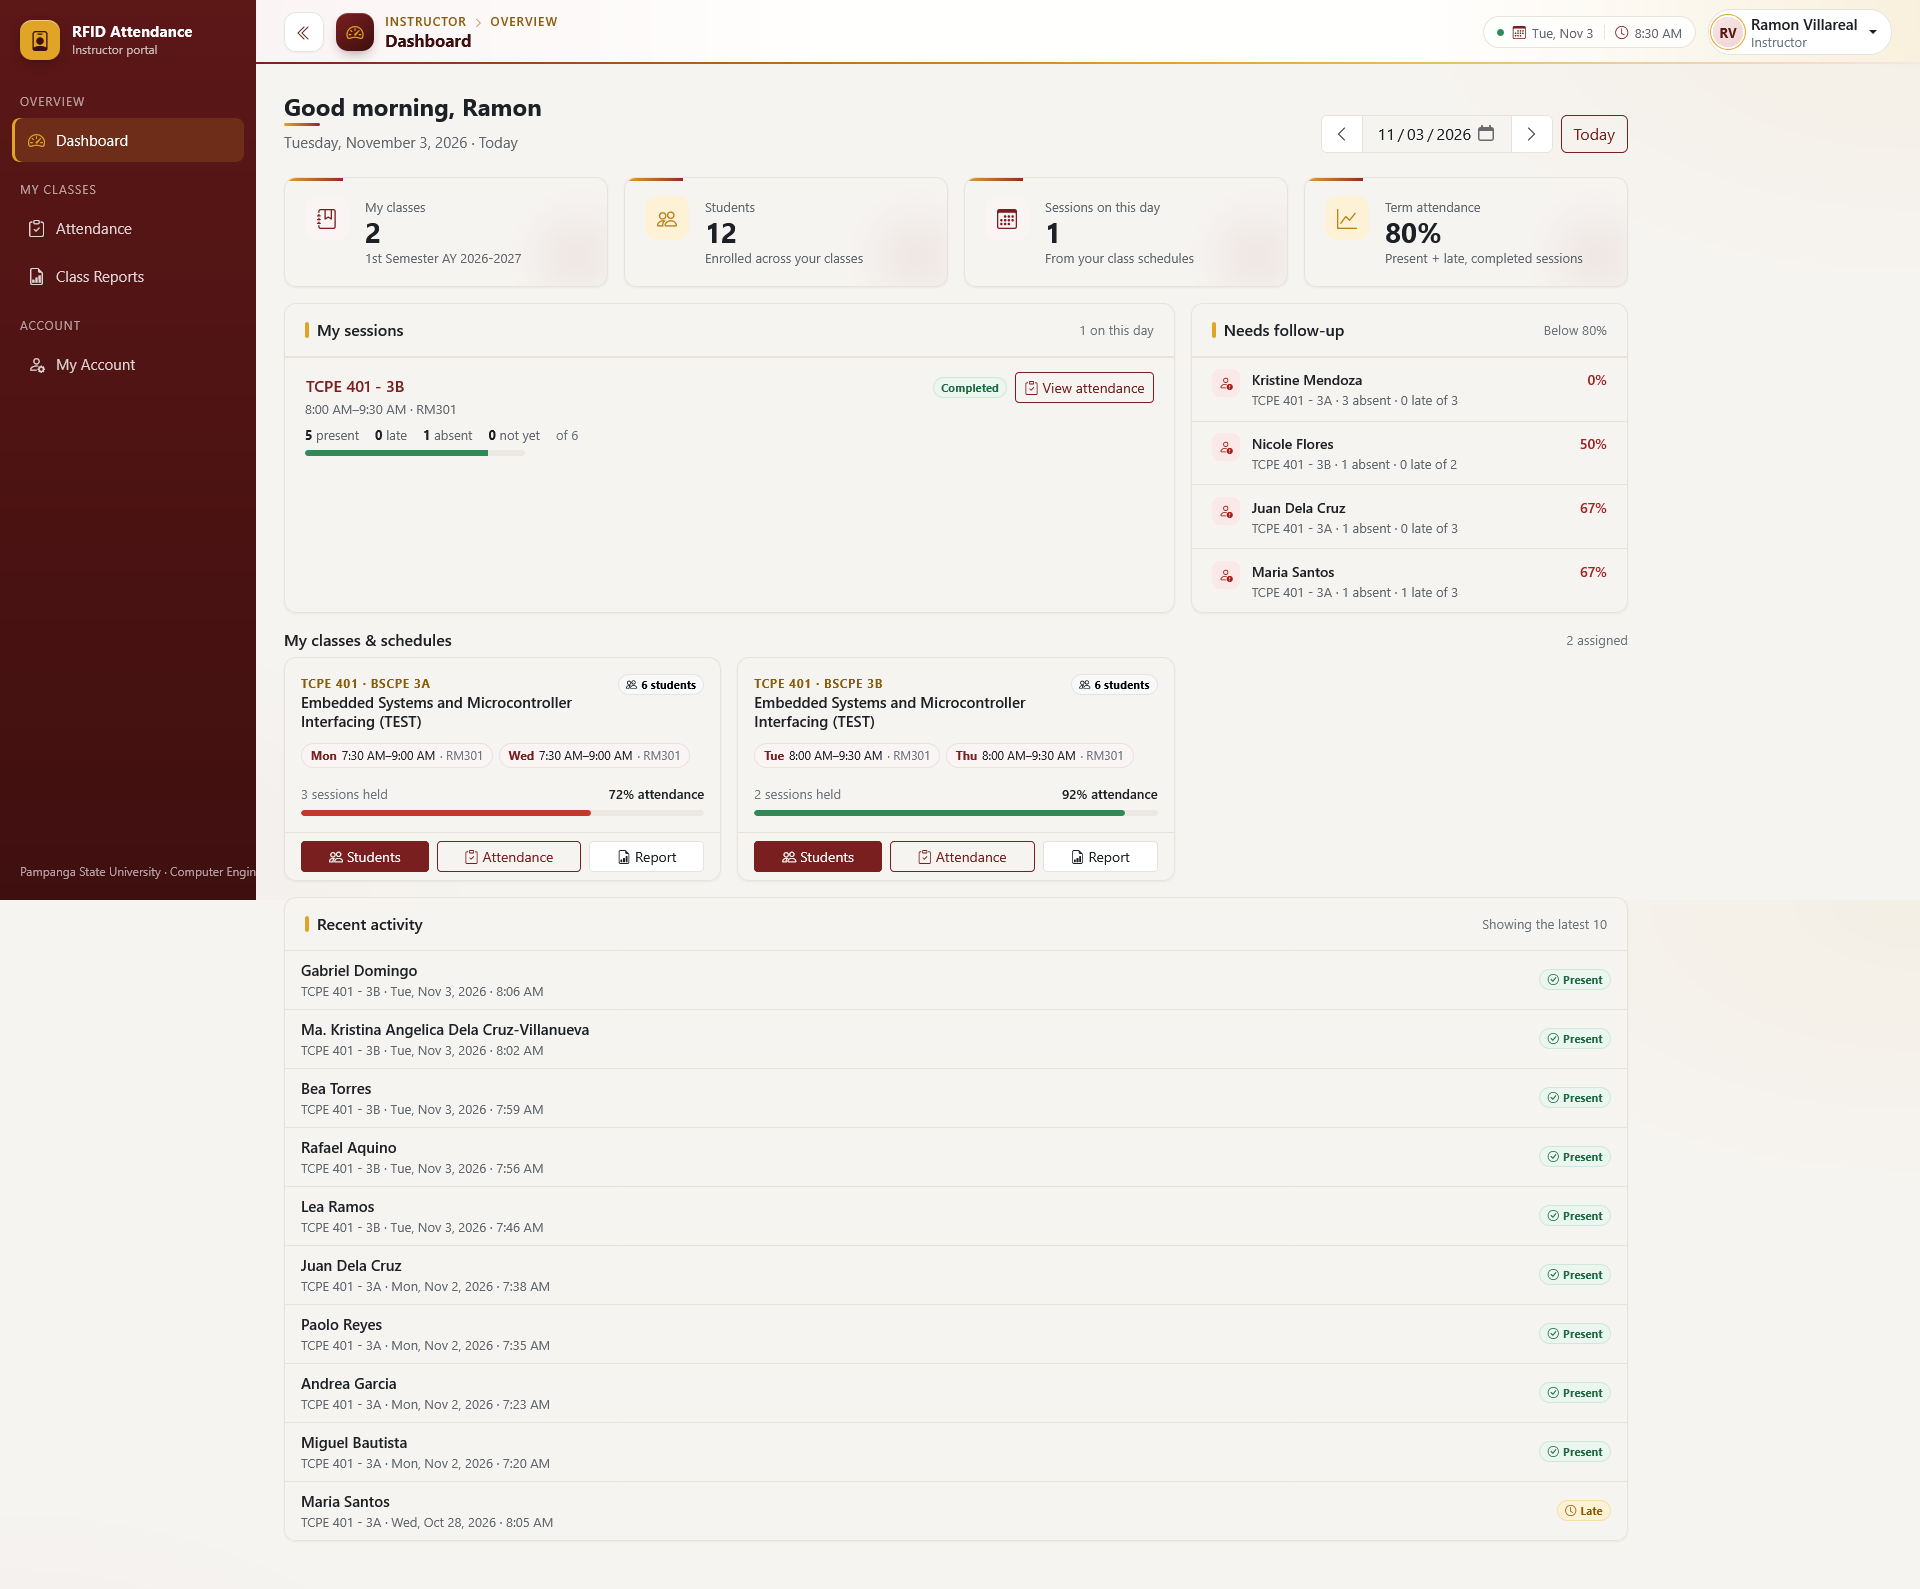 RFID Attendance
Instructor portal
OVERVIEW
Dashboard
MY CLASSES
Attendance
Class Reports
ACCOUNT
My Account
Pampanga State University · Computer Engin
INSTRUCTOR > OVERVIEW
Dashboard
Tue, Nov 3
8:30 AM
RV
Ramon Villareal
Instructor
Good morning, Ramon
Tuesday, November 3, 2026 · Today
11/03/2026
Today
My classes
2
1st Semester AY 2026-2027
Students
12
Enrolled across your classes
Sessions on this day
1
From your class schedules
Term attendance
80%
Present + late, completed sessions
My sessions
1 on this day
TCPE 401 - 3B
Completed
View attendance
8:00 AM–9:30 AM · RM301
5 present 0 late 1 absent 0 not yet of 6
Needs follow-up
Below 80%
Kristine Mendoza
0%
TCPE 401 - 3A · 3 absent · 0 late of 3
Nicole Flores
50%
TCPE 401 - 3B · 1 absent · 0 late of 2
Juan Dela Cruz
67%
TCPE 401 - 3A · 1 absent · 0 late of 3
Maria Santos
67%
TCPE 401 - 3A · 1 absent · 1 late of 3
My classes & schedules
2 assigned
TCPE 401 · BSCPE 3A
6 students
Embedded Systems and Microcontroller
Interfacing (TEST)
Mon 7:30 AM–9:00 AM · RM301
Wed 7:30 AM–9:00 AM · RM301
3 sessions held
72% attendance
Students
Attendance
Report
TCPE 401 · BSCPE 3B
6 students
Embedded Systems and Microcontroller
Interfacing (TEST)
Tue 8:00 AM–9:30 AM · RM301
Thu 8:00 AM–9:30 AM · RM301
2 sessions held
92% attendance
Students
Attendance
Report
Recent activity
Showing the latest 10
Gabriel Domingo
TCPE 401 - 3B · Tue, Nov 3, 2026 · 8:06 AM
Present
Ma. Kristina Angelica Dela Cruz-Villanueva
TCPE 401 - 3B · Tue, Nov 3, 2026 · 8:02 AM
Present
Bea Torres
TCPE 401 - 3B · Tue, Nov 3, 2026 · 7:59 AM
Present
Rafael Aquino
TCPE 401 - 3B · Tue, Nov 3, 2026 · 7:56 AM
Present
Lea Ramos
TCPE 401 - 3B · Tue, Nov 3, 2026 · 7:46 AM
Present
Juan Dela Cruz
TCPE 401 - 3A · Mon, Nov 2, 2026 · 7:38 AM
Present
Paolo Reyes
TCPE 401 - 3A · Mon, Nov 2, 2026 · 7:35 AM
Present
Andrea Garcia
TCPE 401 - 3A · Mon, Nov 2, 2026 · 7:23 AM
Present
Miguel Bautista
TCPE 401 - 3A · Mon, Nov 2, 2026 · 7:20 AM
Present
Maria Santos
TCPE 401 - 3A · Wed, Oct 28, 2026 · 8:05 AM
Late